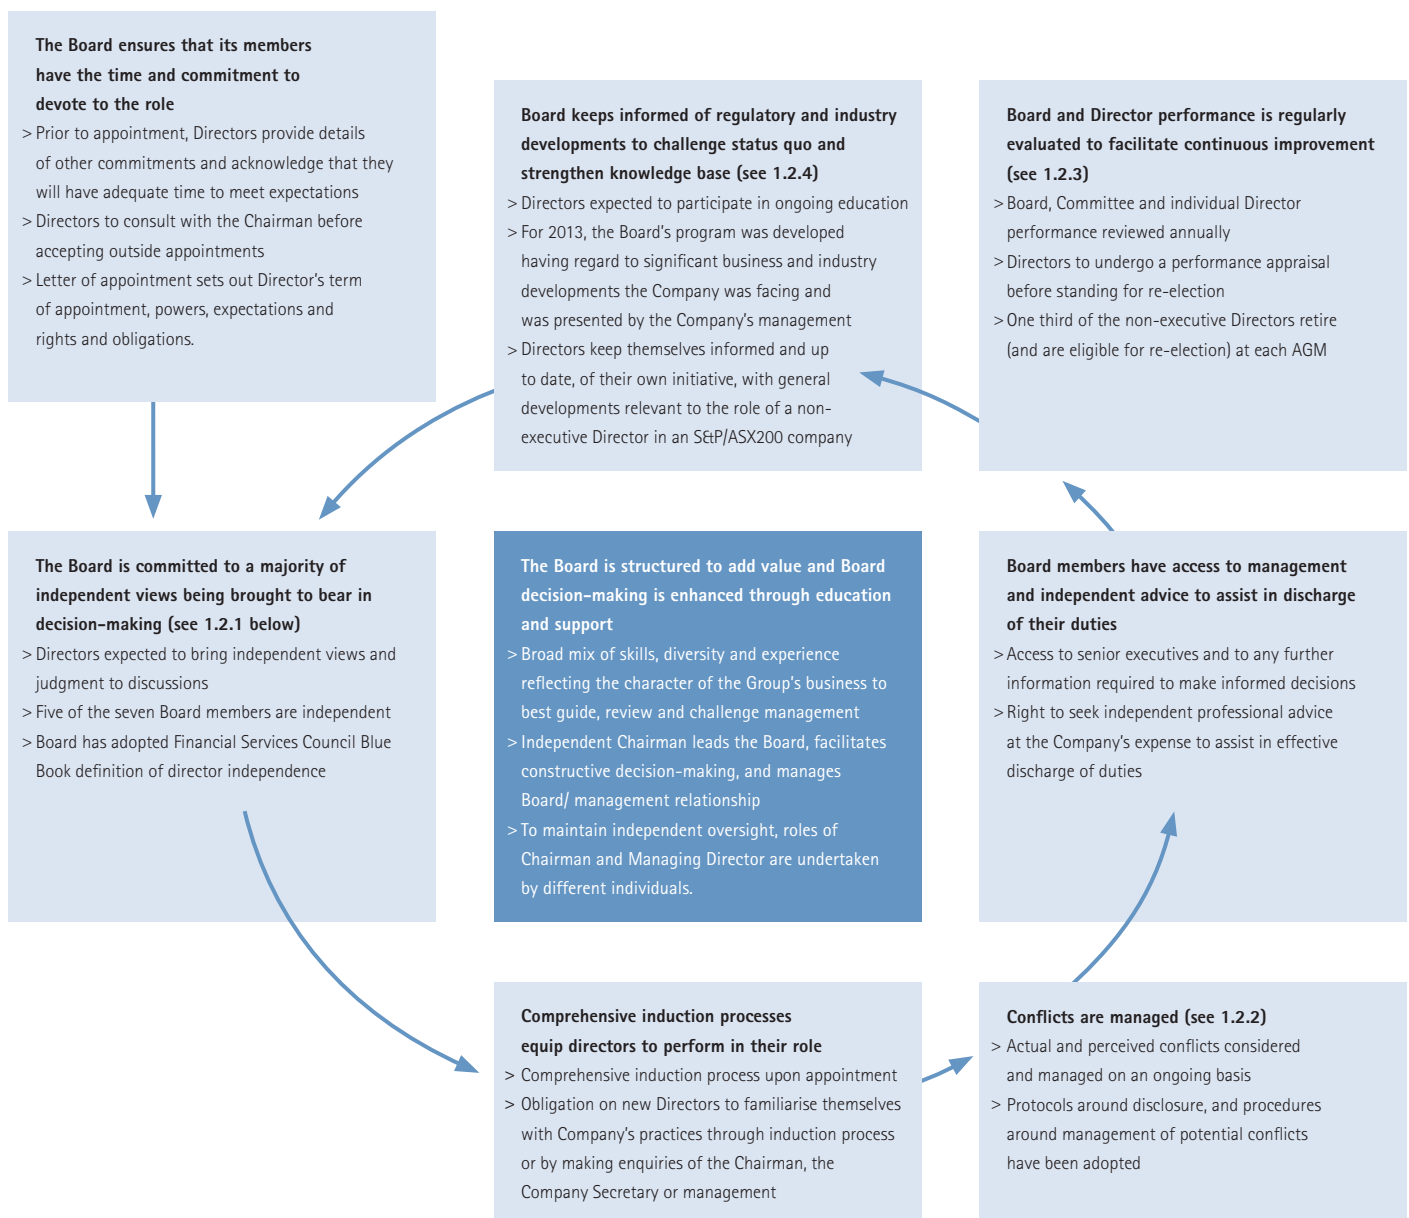 The Board ensures that its members
have the time and commitment to
devote to the role
> Prior to appointment, Directors provide details
of other commitments and acknowledge that they
will have adequate time to meet expectations
> Directors to consult with the Chairman before
accepting outside appointments
> Letter of appointment sets out Director's term
of appointment, powers, expectations and
rights and obligations.
Board keeps informed of regulatory and industry
developments to challenge status quo and
strengthen knowledge base (see 1.2.4)
> Directors expected to participate in ongoing education
> For 2013, the Board's program was developed
having regard to significant business and industry
developments the Company was facing and
was presented by the Company's management
> Directors keep themselves informed and up
to date, of their own initiative, with general
developments relevant to the role of a non-
executive Director in an S&P/ASX200 company
Board and Director performance is regularly
evaluated to facilitate continuous improvement
(see 1.2.3)
> Board, Committee and individual Director
performance reviewed annually
> Directors to undergo a performance appraisal
before standing for re-election
> One third of the non-executive Directors retire
(and are eligible for re-election) at each AGM
The Board is committed to a majority of
independent views being brought to bear in
decision-making (see 1.2.1 below)
> Directors expected to bring independent views and
judgment to discussions
> Five of the seven Board members are independent
> Board has adopted Financial Services Council Blue
Book definition of director independence
The Board is structured to add value and Board
decision-making is enhanced through education
and support
> Broad mix of skills, diversity and experience
reflecting the character of the Group's business to
best guide, review and challenge management
> Independent Chairman leads the Board, facilitates
constructive decision-making, and manages
Board/ management relationship
> To maintain independent oversight, roles of
Chairman and Managing Director are undertaken
by different individuals.
Board members have access to management
and independent advice to assist in discharge
of their duties
> Access to senior executives and to any further
information required to make informed decisions
> Right to seek independent professional advice
at the Company's expense to assist in effective
discharge of duties
Comprehensive induction processes
equip directors to perform in their role
> Comprehensive induction process upon appointment
> Obligation on new Directors to familiarise themselves
with Company's practices through induction process
or by making enquiries of the Chairman, the
Company Secretary or management
Conflicts are managed (see 1.2.2)
> Actual and perceived conflicts considered
and managed on an ongoing basis
> Protocols around disclosure, and procedures
around management of potential conflicts
have been adopted